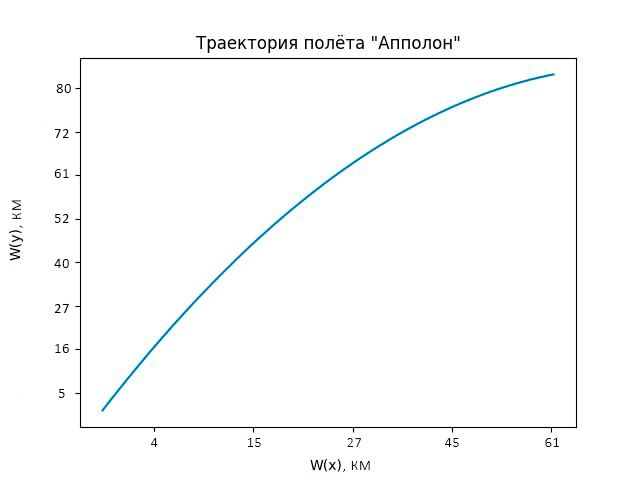 Траектория полёта "Апполон"
W(y), км
80
72
61
52
40
27
16
5
4 15 27 45 61
W(x), км